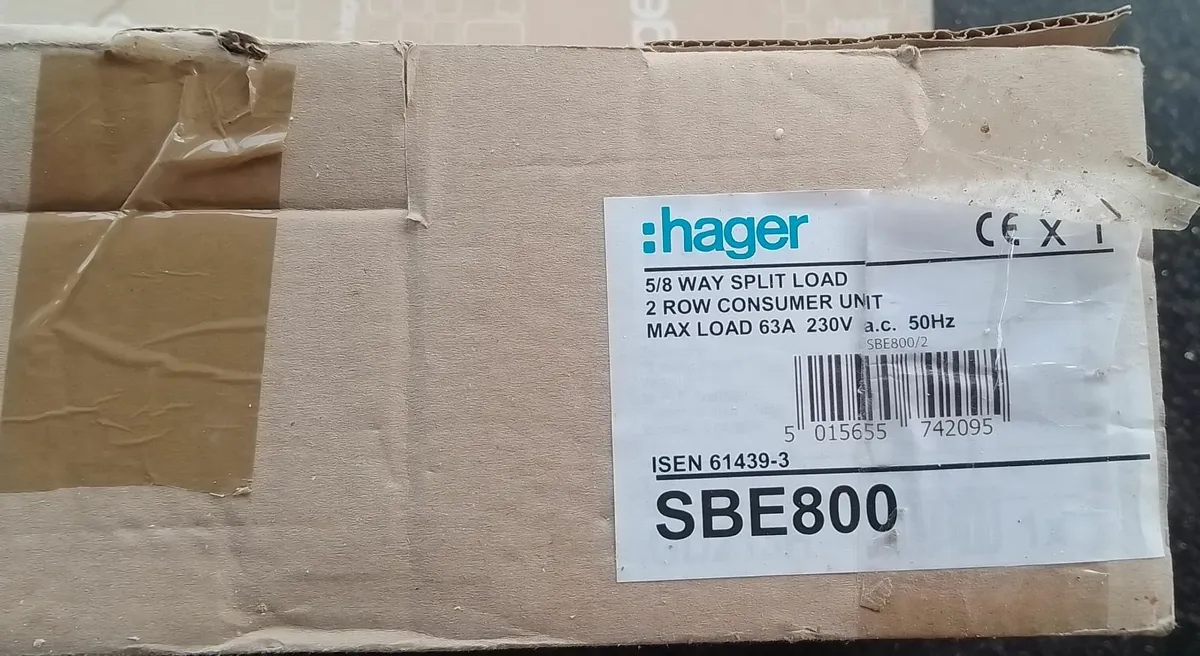 :hager
CE X 1
5/8 WAY SPLIT LOAD
2 ROW CONSUMER UNIT
MAX LOAD 63A 230V a.c. 50Hz
SBE800/2
5 015655 742095
ISEN 61439-3
SBE800